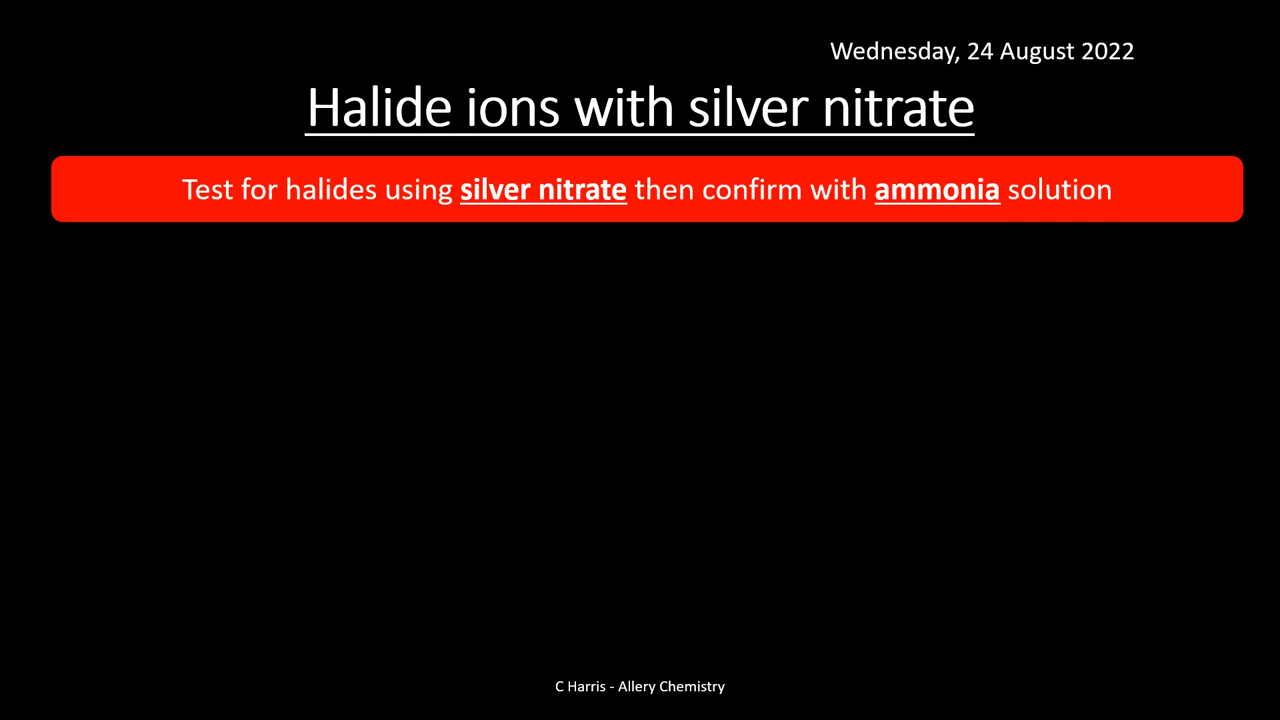 Wednesday, 24 August 2022
Halide ions with silver nitrate
Test for halides using silver nitrate then confirm with ammonia solution
C Harris - Allery Chemistry